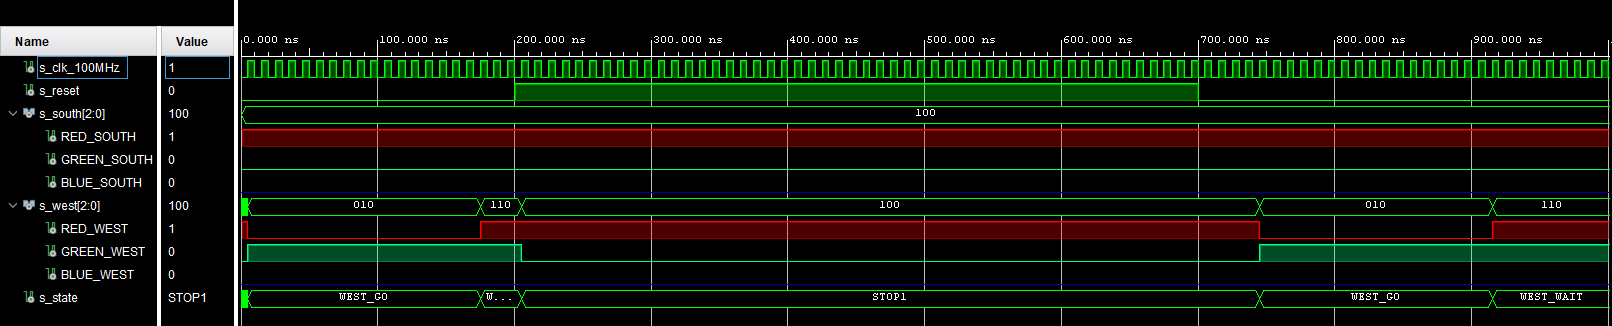 Name Value 0.000 ns 100.000 ns 200.000 ns 300.000 ns 400.000 ns 500.000 ns 600.000 ns 700.000 ns 800.000 ns 900.000 ns
s_clk_100MHz 1
s_reset 0
s_south[2:0] 100 100
RED_SOUTH 1
GREEN_SOUTH 0
BLUE_SOUTH 0
s_west[2:0] 100 010 110 100 010 110
RED_WEST 1
GREEN_WEST 0
BLUE_WEST 0
s_state STOP1 WEST_GO W... STOP1 WEST_GO WEST_WAIT